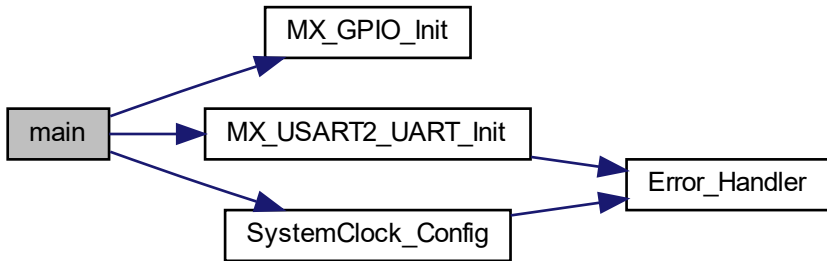 MX_GPIO_Init
main
MX_USART2_UART_Init
Error_Handler
SystemClock_Config